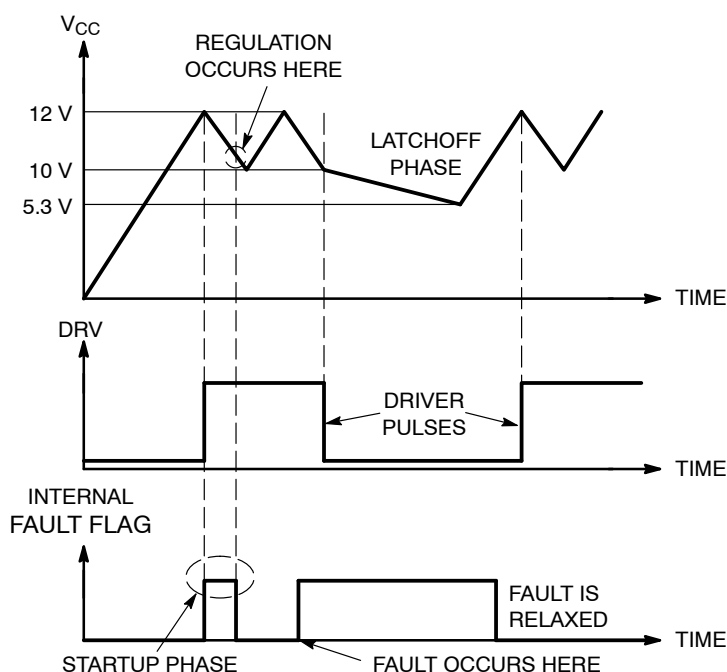 V_CC
REGULATION
OCCURS HERE
12 V
LATCHOFF
PHASE
10 V
5.3 V
TIME
DRV
DRIVER
PULSES
TIME
INTERNAL
FAULT FLAG
FAULT IS
RELAXED
TIME
STARTUP PHASE
FAULT OCCURS HERE